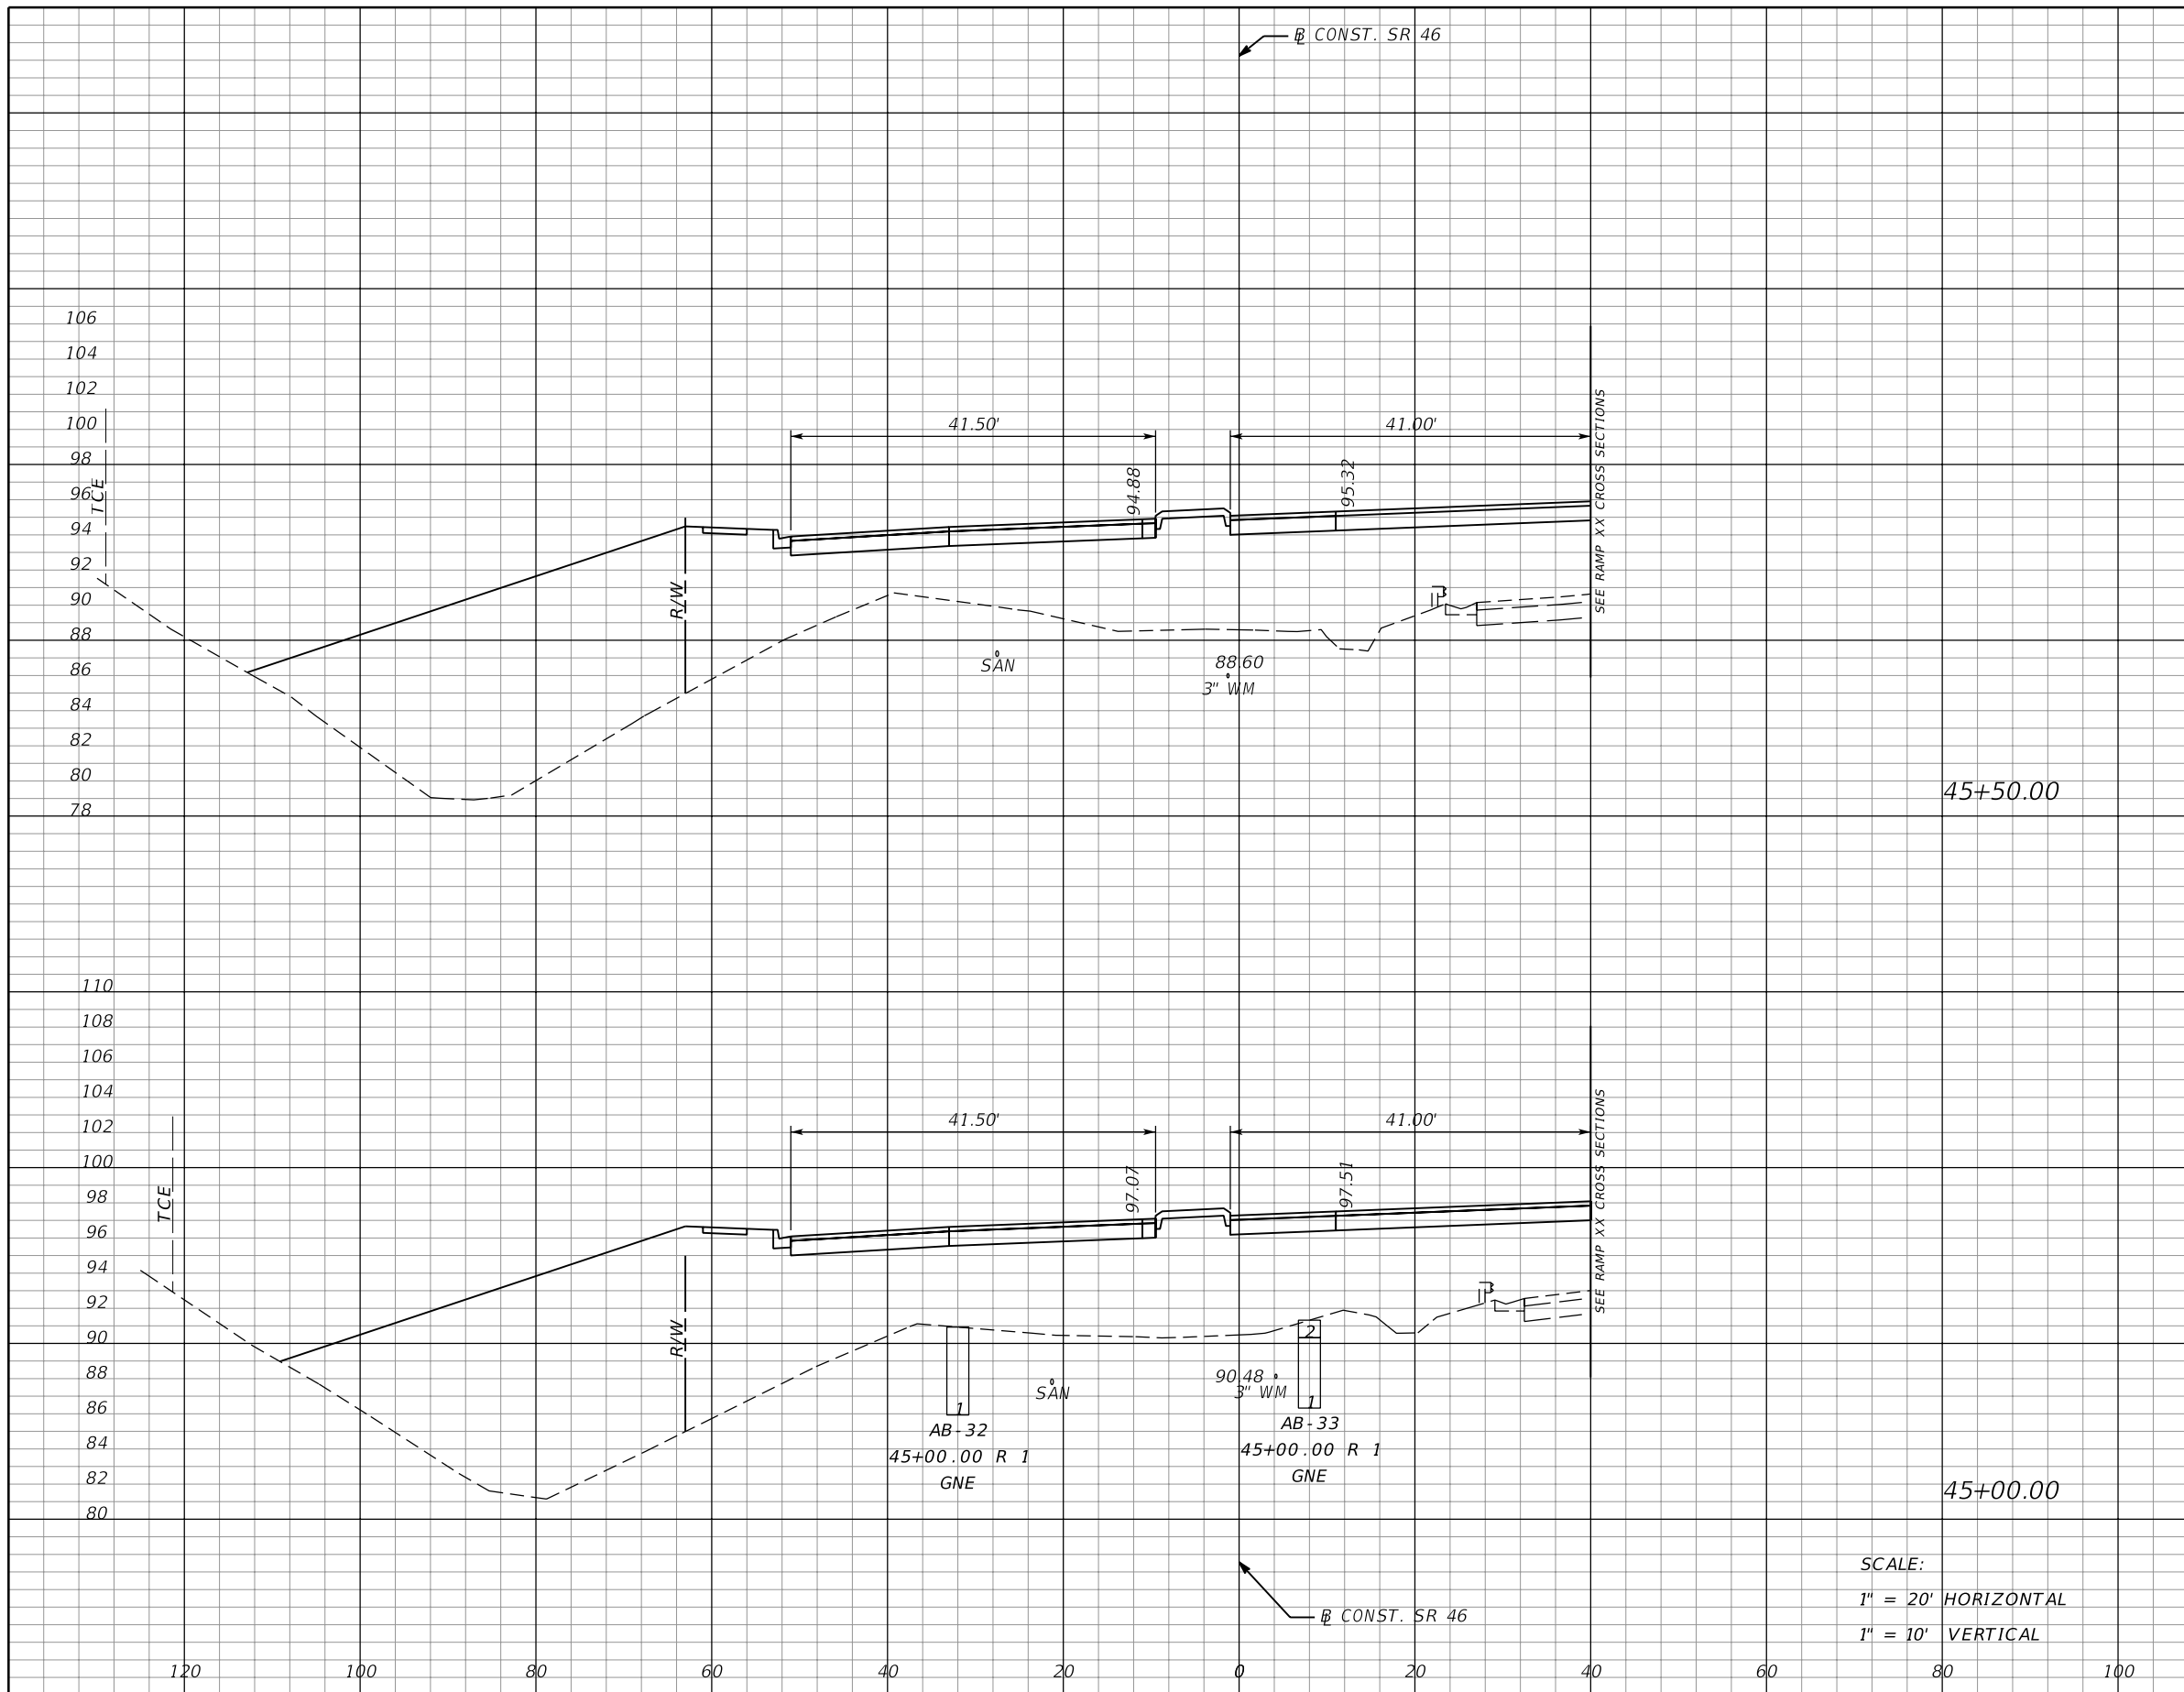 BL CONST. SR 46
106
104
102
100
98
96
94
92
90
88
86
84
82
80
78
TCE
R/W
41.50'
41.00'
94.88
95.32
SEE RAMP XX CROSS SECTIONS
SAN
88.60
3" WM
45+50.00
110
108
106
104
102
100
98
96
94
92
90
88
86
84
82
80
TCE
R/W
41.50'
41.00'
97.07
97.51
SEE RAMP XX CROSS SECTIONS
2
1
1
SAN
90.48
3" WM
AB-32
45+00.00 R 1
GNE
AB-33
45+00.00 R 1
GNE
45+00.00
BL CONST. SR 46
SCALE:
1" = 20' HORIZONTAL
1" = 10' VERTICAL
120 100 80 60 40 20 0 20 40 60 80 100